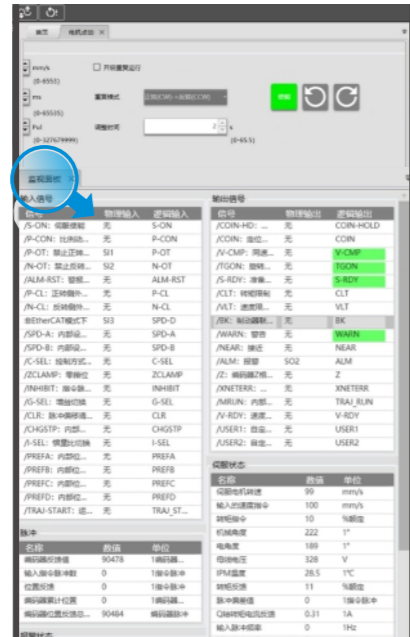 首页 电机点动 ×
mm/s 开启重复运行
(0-6553)
ms 重复模式
(0-65535)
Pul 调整时间 2 s
(0-127679999) (0-65.5)
监视面板 ×
输入信号
信号 物理输入 逻辑输入
/S-ON: 伺服使能 无 S-ON
/P-CON: 比例动... 无 P-CON
/P-OT: 禁止正转... SI1 P-OT
/N-OT: 禁止反转... SI2 N-OT
/ALM-RST: 警报... 无 ALM-RST
/P-CL: 正转侧外... 无 P-CL
/N-CL: 反转侧外... 无 N-CL
非EtherCAT模式下 SI3 SPD-D
/SPD-A: 内部设... 无 SPD-A
/SPD-B: 内部设... 无 SPD-B
/C-SEL: 控制方式... 无 C-SEL
/ZCLAMP: 零钳位 无 ZCLAMP
/INHIBIT: 指令脉... 无 INHIBIT
/G-SEL: 增益切换 无 G-SEL
/CLR: 脉冲偏移清... 无 CLR
/CHGSTP: 内部... 无 CHGSTP
/I-SEL: 惯量比切换 无 I-SEL
/PREFA: 内部位... 无 PREFA
/PREFB: 内部位... 无 PREFB
/PREFC: 内部位... 无 PREFC
/PREFD: 内部位... 无 PREFD
/TRAJ-START: 运... 无 TRAJ_ST...
脉冲
名称 数值 单位
编码器反馈值 90478 1编码器...
输入指令脉冲数 0 1指令脉冲
位置反馈 0 1指令脉冲
编码器累计位置 0 1编码器...
编码器位置反馈总... 90484 编码器脉冲
报警状态
输出信号
信号 物理输出 逻辑输出
/COIN-HD: ... 无 COIN-HOLD
/COIN: 定位... 无 COIN
/V-CMP: 同速... 无 V-CMP
/TGON: 旋转... 无 TGON
/S-RDY: 准备... 无 S-RDY
/CLT: 转矩限制 无 CLT
/VLT: 速度限... 无 VLT
/BK: 制动器联... 无 BK
/WARN: 警告 无 WARN
/NEAR: 接近 无 NEAR
/ALM: 报警 SO2 ALM
/Z: 编码器Z相... 无 Z
/XNETERR: ... 无 XNETERR
/MRUN: 内部... 无 TRAJ_RUN
/V-RDY: 速度... 无 V-RDY
/USER1: 自定... 无 USER1
/USER2: 自定... 无 USER2
伺服状态
名称 数值 单位
伺服电机转速 99 mm/s
输入的速度指令 100 mm/s
转矩指令 10 %额定
机械角度 222 1°
电角度 189 1°
母线电压 328 V
IPM温度 28.5 1℃
转矩反馈 11 %额定
脉冲偏差值 0 1指令脉冲
Q轴转矩电流反馈 0.31 1A
输入脉冲频率 0 1Hz